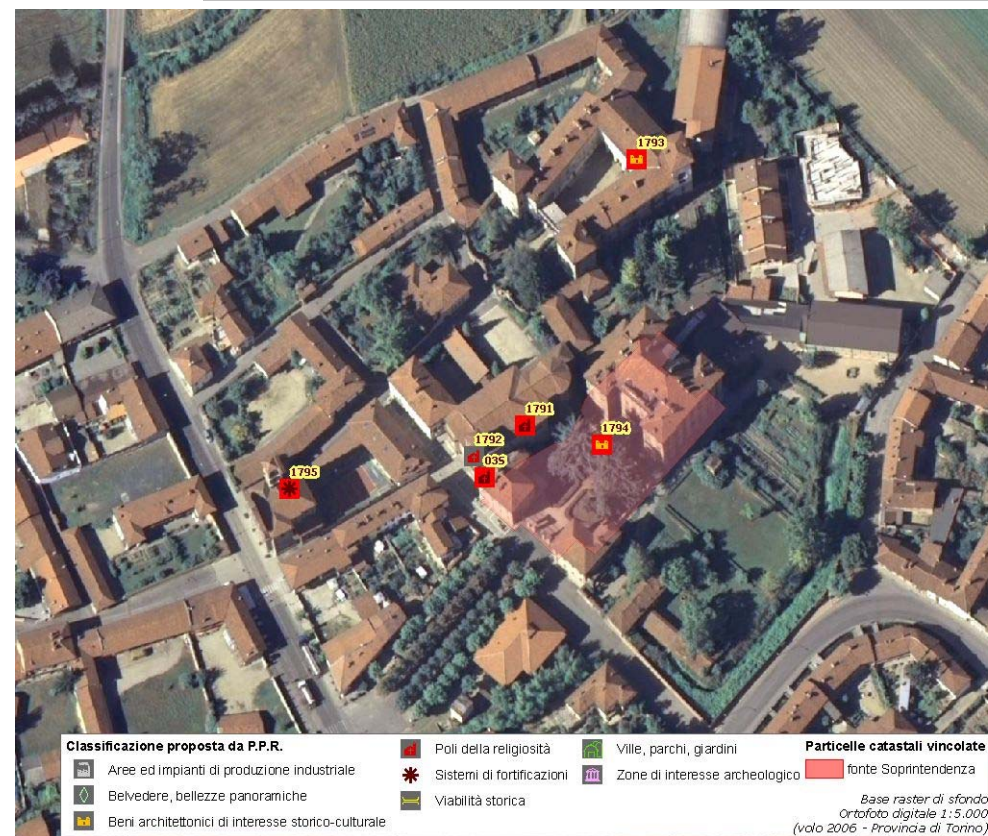 1793
1791
1794
1792
035
1795
Classificazione proposta da P.P.R.
Aree ed impianti di produzione industriale
Belvedere, bellezze panoramiche
Beni architettonici di interesse storico-culturale
Poli della religiosità
Sistemi di fortificazioni
Viabilità storica
Ville, parchi, giardini
Zone di interesse archeologico
Particelle catastali vincolate
fonte Soprintendenza
Base raster di sfondo
Ortofoto digitale 1:5.000
(volo 2006 - Provincia di Torino)